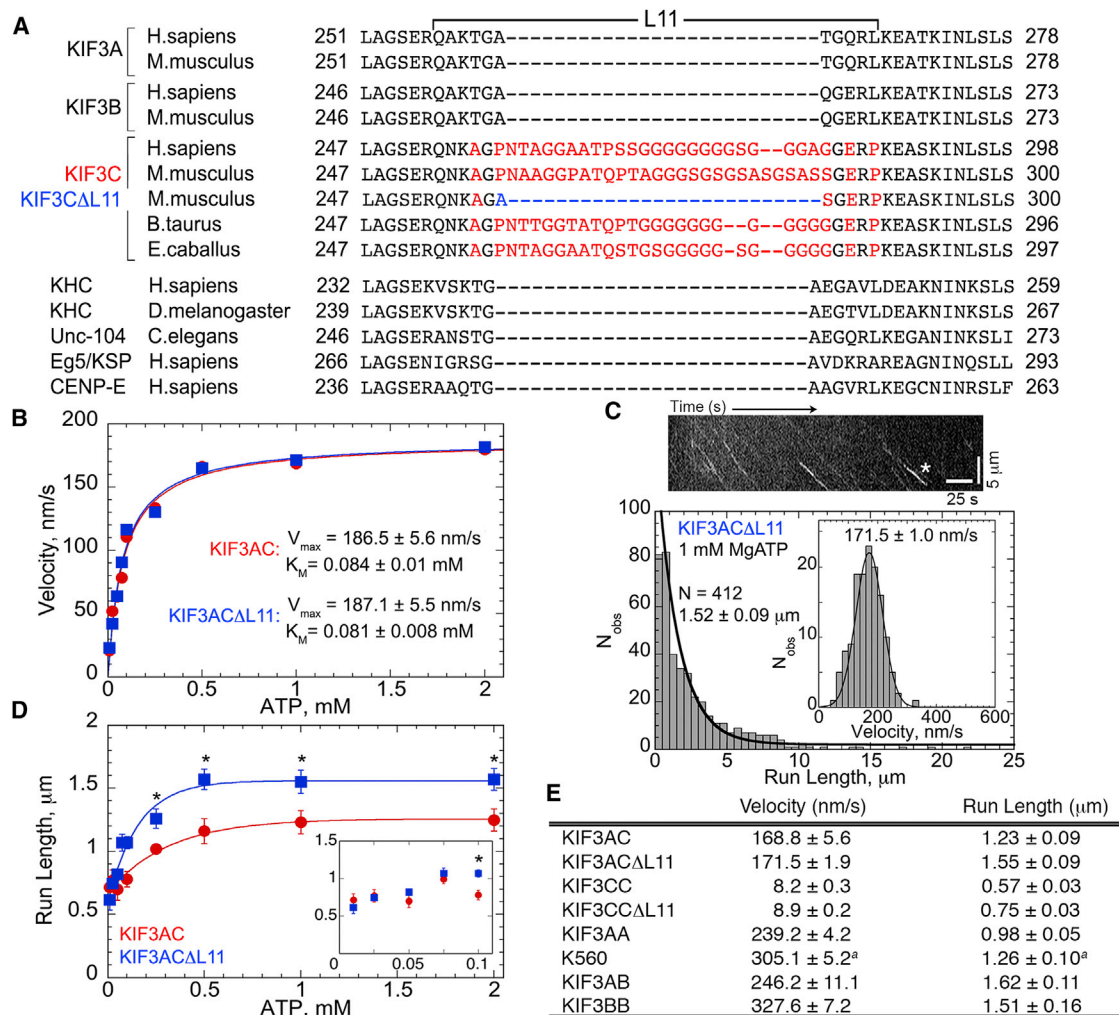 A
L11
KIF3A H.sapiens 251 LAGSERQAKTGA--------------------------TGQRLKEATKINLSLS 278
M.musculus 251 LAGSERQAKTGA--------------------------TGQRLKEATKINLSLS 278
KIF3B H.sapiens 246 LAGSERQAKTGA--------------------------QGERLKEATKINLSLS 273
M.musculus 246 LAGSERQAKTGA--------------------------QGERLKEATKINLSLS 273
KIF3C H.sapiens 247 LAGSERQNKAGPNTAGGAATPSSGGGGGGGGSG--GGAGGERPKEASKINLSLS 298
M.musculus 247 LAGSERQNKAGPNAAGGPATQPTAGGGSGSGSASGSASSGERPKEASKINLSLS 300
KIF3CΔL11 M.musculus 247 LAGSERQNKAGA--------------------------SGERPKEASKINLSLS 300
B.taurus 247 LAGSERQNKAGPNTTGGTATQPTGGGGGGG--G--GGGGGERPKEASKINLSLS 296
E.caballus 247 LAGSERQNKAGPNTAGGAATQSTGSGGGGGG-SG-GGGGGERPKEASKINLSLS 297
KHC H.sapiens 232 LAGSEKVSKTG--------------------------AEGAVLDEAKNINKSLS 259
KHC D.melanogaster 239 LAGSEKVSKTG--------------------------AEGTVLDEAKNINKSLS 267
Unc-104 C.elegans 246 LAGSERANSTG--------------------------AEGQRLKEGANINKSLI 273
Eg5/KSP H.sapiens 266 LAGSENIGRSG--------------------------AVDKRAREAGNINQSLL 293
CENP-E H.sapiens 236 LAGSERAAQTG--------------------------AAGVRLKEGCNINRSLF 263
B
200
150
100
50
0
Velocity, nm/s
KIF3AC: Vmax = 186.5 ± 5.6 nm/s
KM= 0.084 ± 0.01 mM
KIF3ACΔL11: Vmax = 187.1 ± 5.5 nm/s
KM= 0.081 ± 0.008 mM
0 0.5 1 1.5 2
ATP, mM
C
Time (s)
*
5 μm
25 s
100
80
60
40
20
0
Nobs
KIF3ACΔL11
1 mM MgATP
N = 412
1.52 ± 0.09 μm
171.5 ± 1.0 nm/s
20
10
0
Nobs
0 200 400 600
Velocity, nm/s
0 5 10 15 20 25
Run Length, μm
D
2
1.5
1
0.5
0
Run Length, μm
* * * *
KIF3AC
KIF3ACΔL11
1.5
1
0.5
*
0 0.05 0.1
0 0.5 1 1.5 2
ATP, mM
E
Velocity (nm/s) Run Length (μm)
KIF3AC 168.8 ± 5.6 1.23 ± 0.09
KIF3ACΔL11 171.5 ± 1.9 1.55 ± 0.09
KIF3CC 8.2 ± 0.3 0.57 ± 0.03
KIF3CCΔL11 8.9 ± 0.2 0.75 ± 0.03
KIF3AA 239.2 ± 4.2 0.98 ± 0.05
K560 305.1 ± 5.2a 1.26 ± 0.10a
KIF3AB 246.2 ± 11.1 1.62 ± 0.11
KIF3BB 327.6 ± 7.2 1.51 ± 0.16